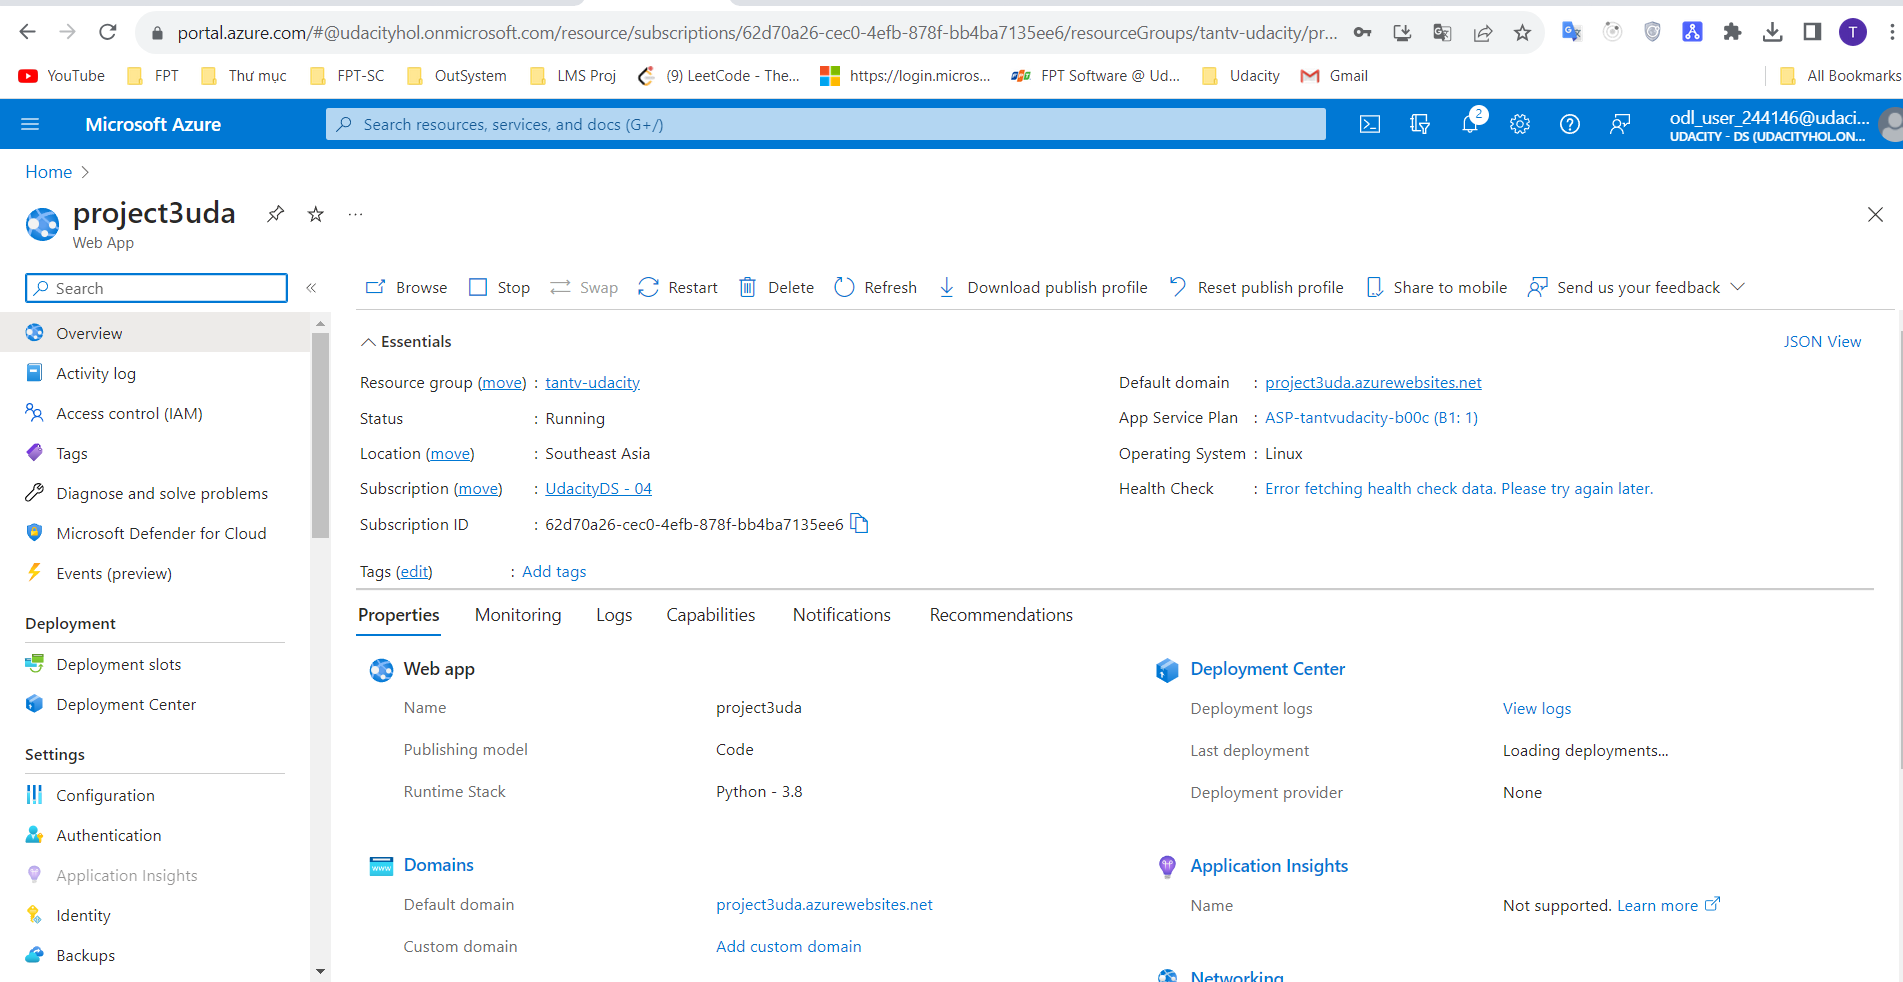 portal.azure.com/#@udacityhol.onmicrosoft.com/resource/subscriptions/62d70a26-cec0-4efb-878f-bb4ba7135ee6/resourceGroups/tantv-udacity/pr...
T
YouTube FPT Thư mục FPT-SC OutSystem LMS Proj (9) LeetCode - The... https://login.micros... FPT Software @ Ud... Udacity Gmail All Bookmarks
Microsoft Azure
Search resources, services, and docs (G+/)
2
odl_user_244146@udaci...
UDACITY - DS (UDACITYHOL.ON...
Home >
project3uda
Web App
Search
Browse Stop Swap Restart Delete Refresh Download publish profile Reset publish profile Share to mobile Send us your feedback
Overview
Activity log
Access control (IAM)
Tags
Diagnose and solve problems
Microsoft Defender for Cloud
Events (preview)
Deployment
Deployment slots
Deployment Center
Settings
Configuration
Authentication
Application Insights
Identity
Backups
Essentials
JSON View
Resource group (move) : tantv-udacity
Status : Running
Location (move) : Southeast Asia
Subscription (move) : UdacityDS - 04
Subscription ID : 62d70a26-cec0-4efb-878f-bb4ba7135ee6
Default domain : project3uda.azurewebsites.net
App Service Plan : ASP-tantvudacity-b00c (B1: 1)
Operating System : Linux
Health Check : Error fetching health check data. Please try again later.
Tags (edit) : Add tags
Properties Monitoring Logs Capabilities Notifications Recommendations
Web app
Name project3uda
Publishing model Code
Runtime Stack Python - 3.8
Domains
www
Default domain project3uda.azurewebsites.net
Custom domain Add custom domain
Deployment Center
Deployment logs View logs
Last deployment Loading deployments...
Deployment provider None
Application Insights
Name Not supported. Learn more
Networking